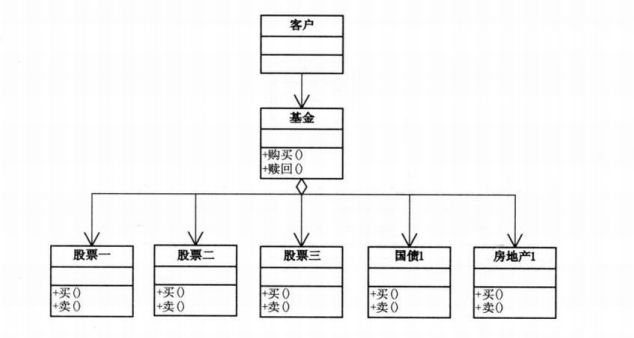 客户
基金
+购买()
+赎回()
股票一
股票二
股票三
国债1
房地产1
+买()
+买()
+买()
+买()
+买()
+卖()
+卖()
+卖()
+卖()
+卖()